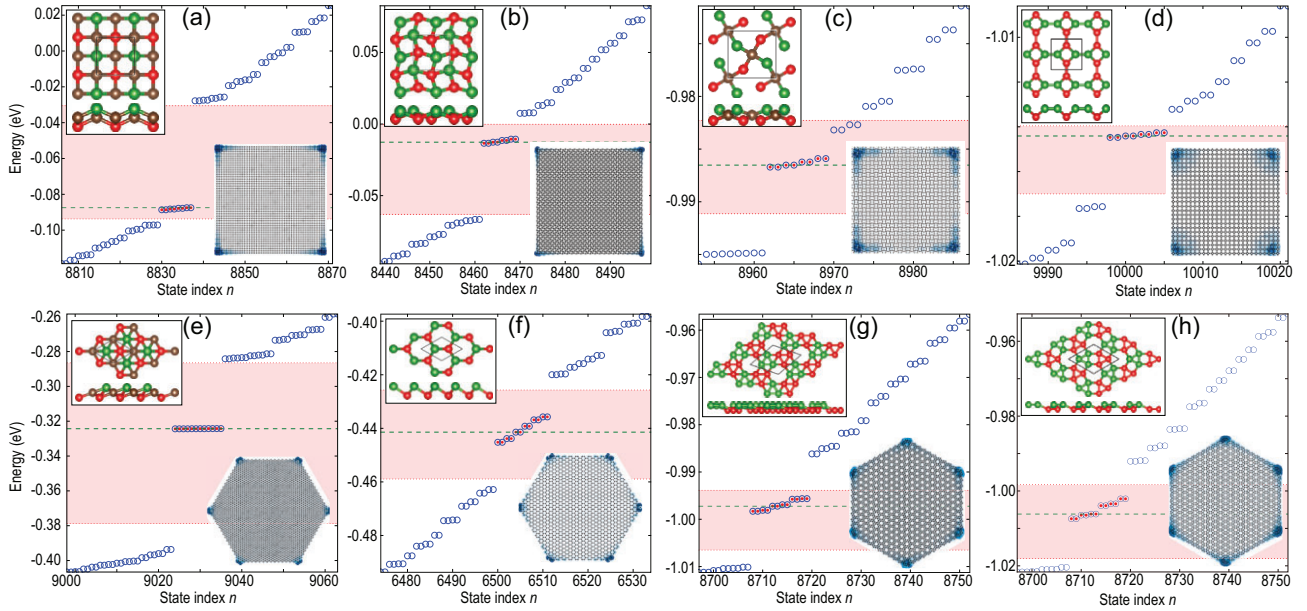 (a) (b) (c) (d)
Energy (eV)
0.02
0.00
-0.02
-0.04
-0.06
-0.08
-0.10
8810 8830 8850 8870
State index n
0.05
0.00
-0.05
8440 8450 8460 8470 8480 8490
State index n
-0.98
-0.99
8953 8963 8973 8983
State index n
-1.01
-1.02
9990 10000 10010 10020
State index n
(e) (f) (g) (h)
Energy (eV)
-0.26
-0.28
-0.30
-0.32
-0.34
-0.36
-0.38
-0.40
9000 9020 9040 9060
State index n
-0.40
-0.42
-0.44
-0.46
-0.48
6480 6490 6500 6510 6520 6530
State index n
-0.96
-0.97
-0.98
-0.99
-1.00
-1.01
8700 8710 8720 8730 8740 8750
State index n
-0.96
-0.98
-1.00
-1.02
8700 8710 8720 8730 8740 8750
State index n